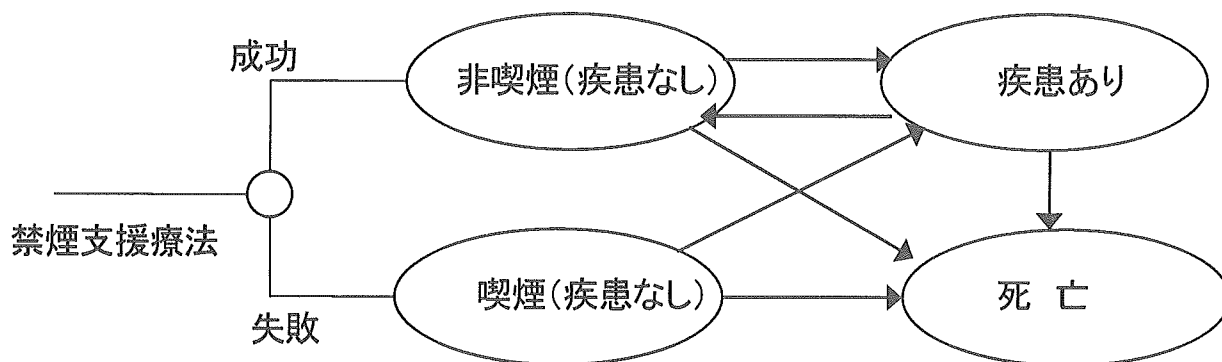 成功
非喫煙(疾患なし)
疾患あり
禁煙支援療法
喫煙(疾患なし)
死 亡
失敗